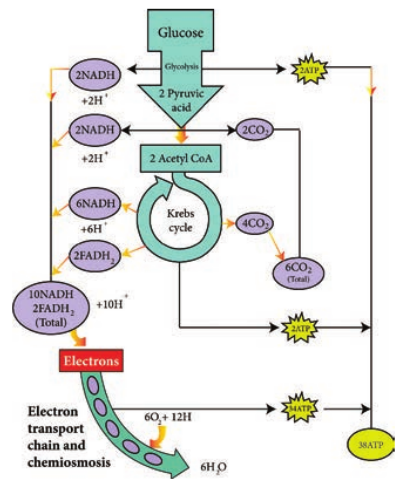 Glucose
Glycolysis
2NADH
2ATP
+2H⁺
2 Pyruvic
acid
2NADH
2CO₂
+2H⁺
2 Acetyl CoA
6NADH
+6H⁺
Krebs
cycle
4CO₂
2FADH₂
6CO₂
(Total)
10NADH
2FADH₂
(Total)
+10H⁺
2ATP
Electrons
34ATP
Electron
transport
chain and
chemiosmosis
6O₂+ 12H
38ATP
6H₂O